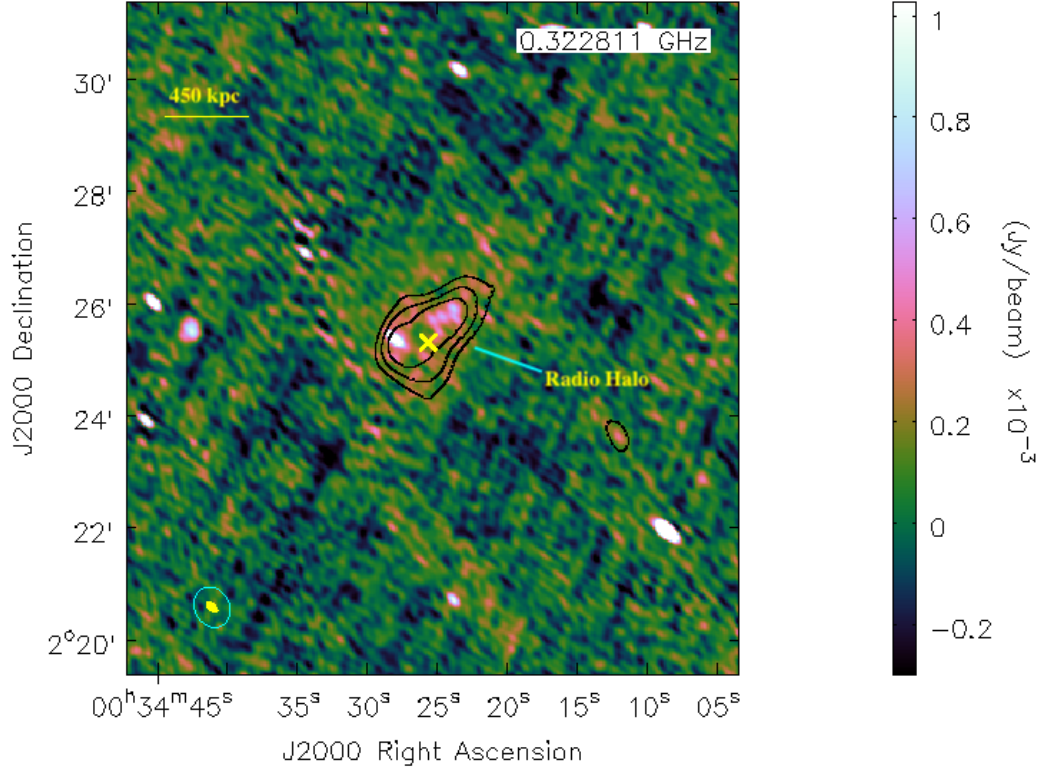 0.322811 GHz
450 kpc
Radio Halo
30'
28'
26'
24'
22'
2°20'
J2000 Declination
00ʰ34ᵐ45ˢ 35ˢ 30ˢ 25ˢ 20ˢ 15ˢ 10ˢ 05ˢ
J2000 Right Ascension
1
0.8
0.6
0.4
0.2
0
−0.2
(Jy/beam) x10⁻³